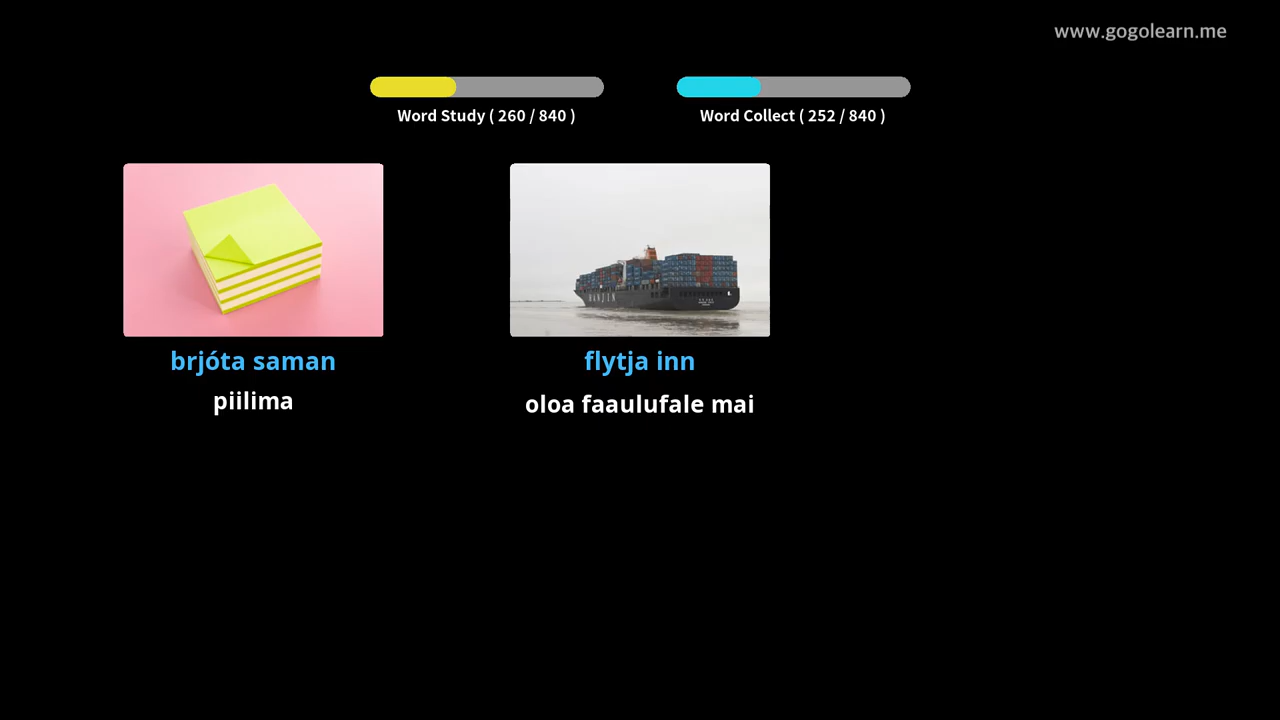 www.gogolearn.me
Word Study ( 260 / 840 )
Word Collect ( 252 / 840 )
brjóta saman
piilima
flytja inn
oloa faaulufale mai